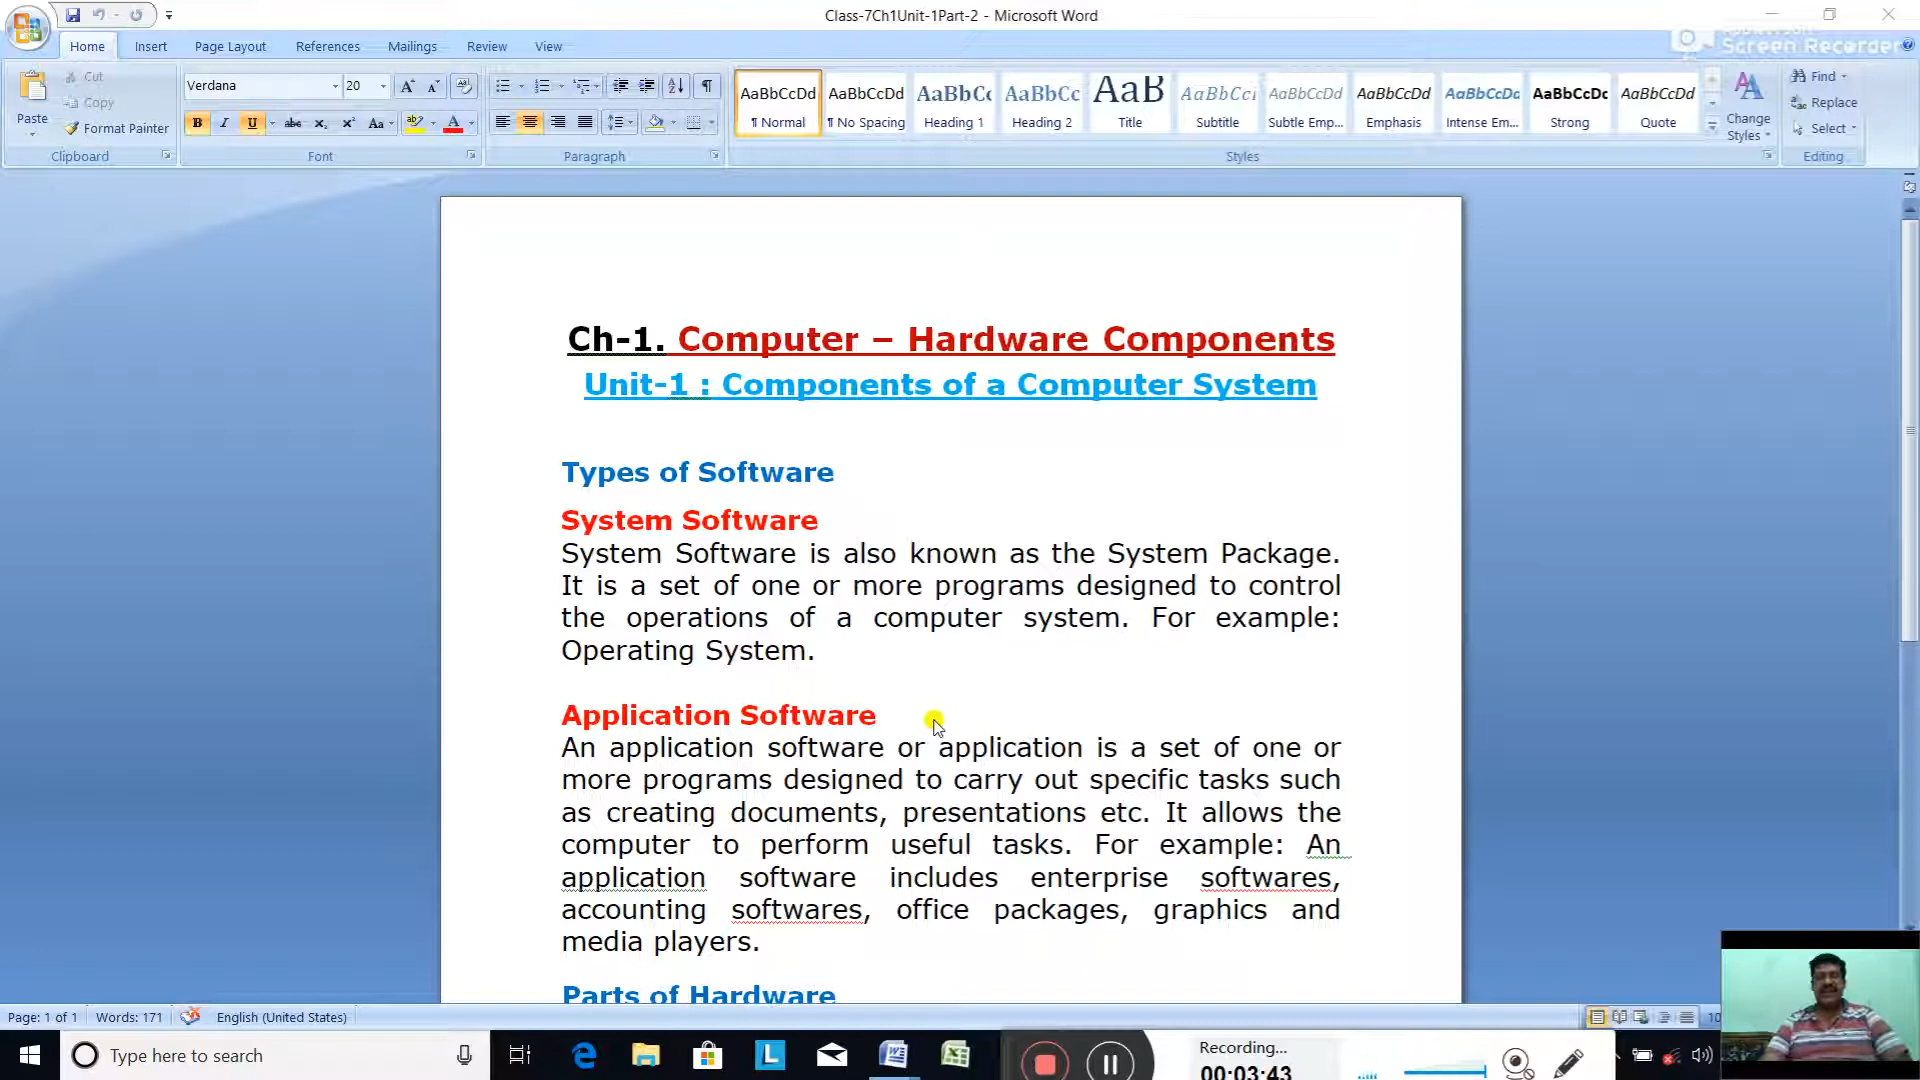 Class-7Ch1Unit-1Part-2 - Microsoft Word
Screen Recorder
Home Insert Page Layout References Mailings Review View
Paste
Cut
Copy
Format Painter
Clipboard
Verdana 20
Font
Paragraph
AaBbCcDd AaBbCcDd AaBbCc AaBbCc AaB AaBbCcI AaBbCcDd AaBbCcDd AaBbCcDd AaBbCcDc AaBbCcDd
¶ Normal ¶ No Spacing Heading 1 Heading 2 Title Subtitle Subtle Emp... Emphasis Intense Em... Strong Quote
Change Styles
Styles
Find
Replace
Select
Editing
Ch-1. Computer – Hardware Components
Unit-1 : Components of a Computer System
Types of Software
System Software
System Software is also known as the System Package.
It is a set of one or more programs designed to control
the operations of a computer system. For example:
Operating System.
Application Software
An application software or application is a set of one or
more programs designed to carry out specific tasks such
as creating documents, presentations etc. It allows the
computer to perform useful tasks. For example: An
application software includes enterprise softwares,
accounting softwares, office packages, graphics and
media players.
Parts of Hardware
Page: 1 of 1 Words: 171 English (United States)
Type here to search
Recording...
00:03:43